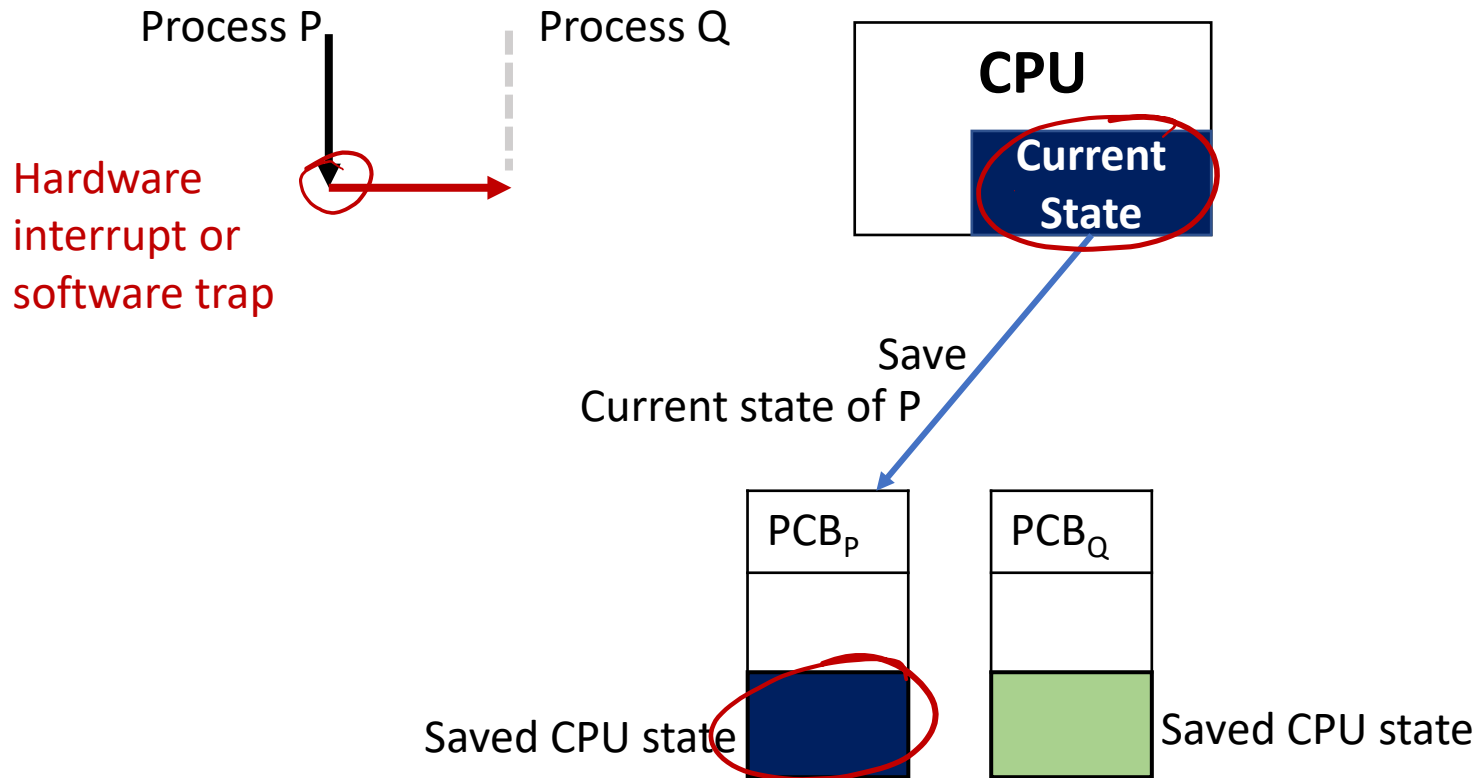 Process P
Process Q
CPU
Current
State
Hardware
interrupt or
software trap
Save
Current state of P
PCBP
PCBQ
Saved CPU state
Saved CPU state